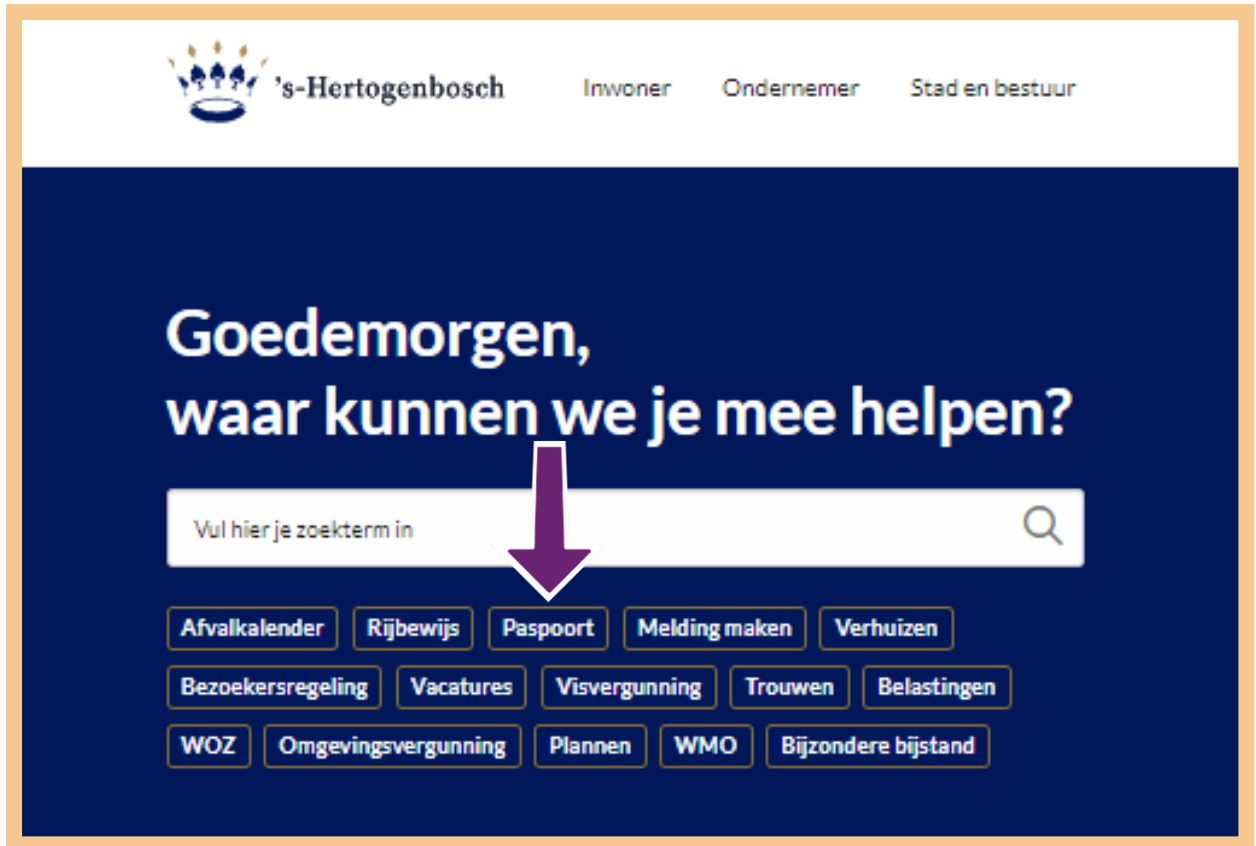 's-Hertogenbosch Inwoner Ondernemer Stad en bestuur
Goedemorgen,
waar kunnen we je mee helpen?
Vul hier je zoekterm in
Afvalkalender Rijbewijs Paspoort Melding maken Verhuizen
Bezoekersregeling Vacatures Visvergunning Trouwen Belastingen
WOZ Omgevingsvergunning Plannen WMO Bijzondere bijstand